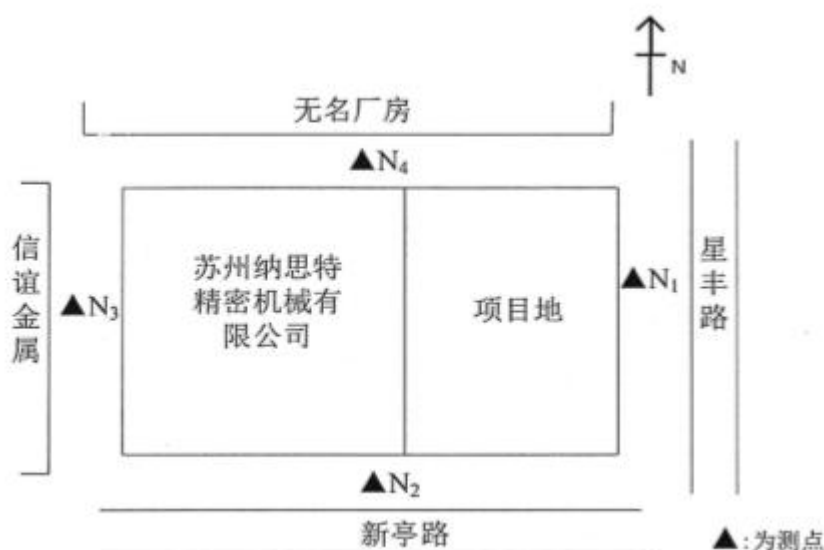 N
无名厂房
▲N₄
信谊金属
▲N₃
苏州纳思特
精密机械有
限公司
项目地
▲N₁
星丰路
▲N₂
新亭路
▲:为测点